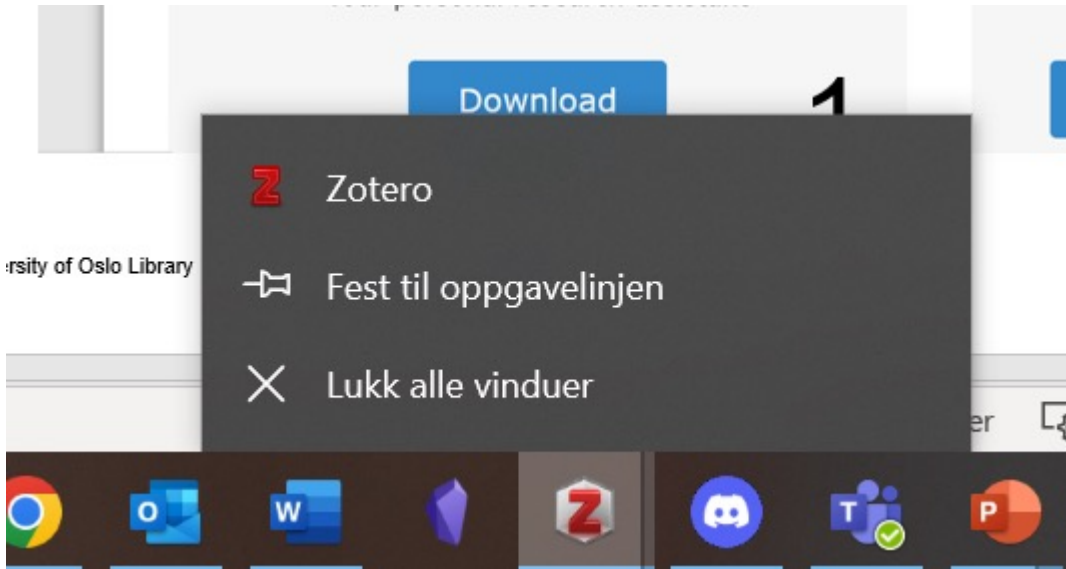 Download
1
Zotero
ersity of Oslo Library
Fest til oppgavelinjen
Lukk alle vinduer
er